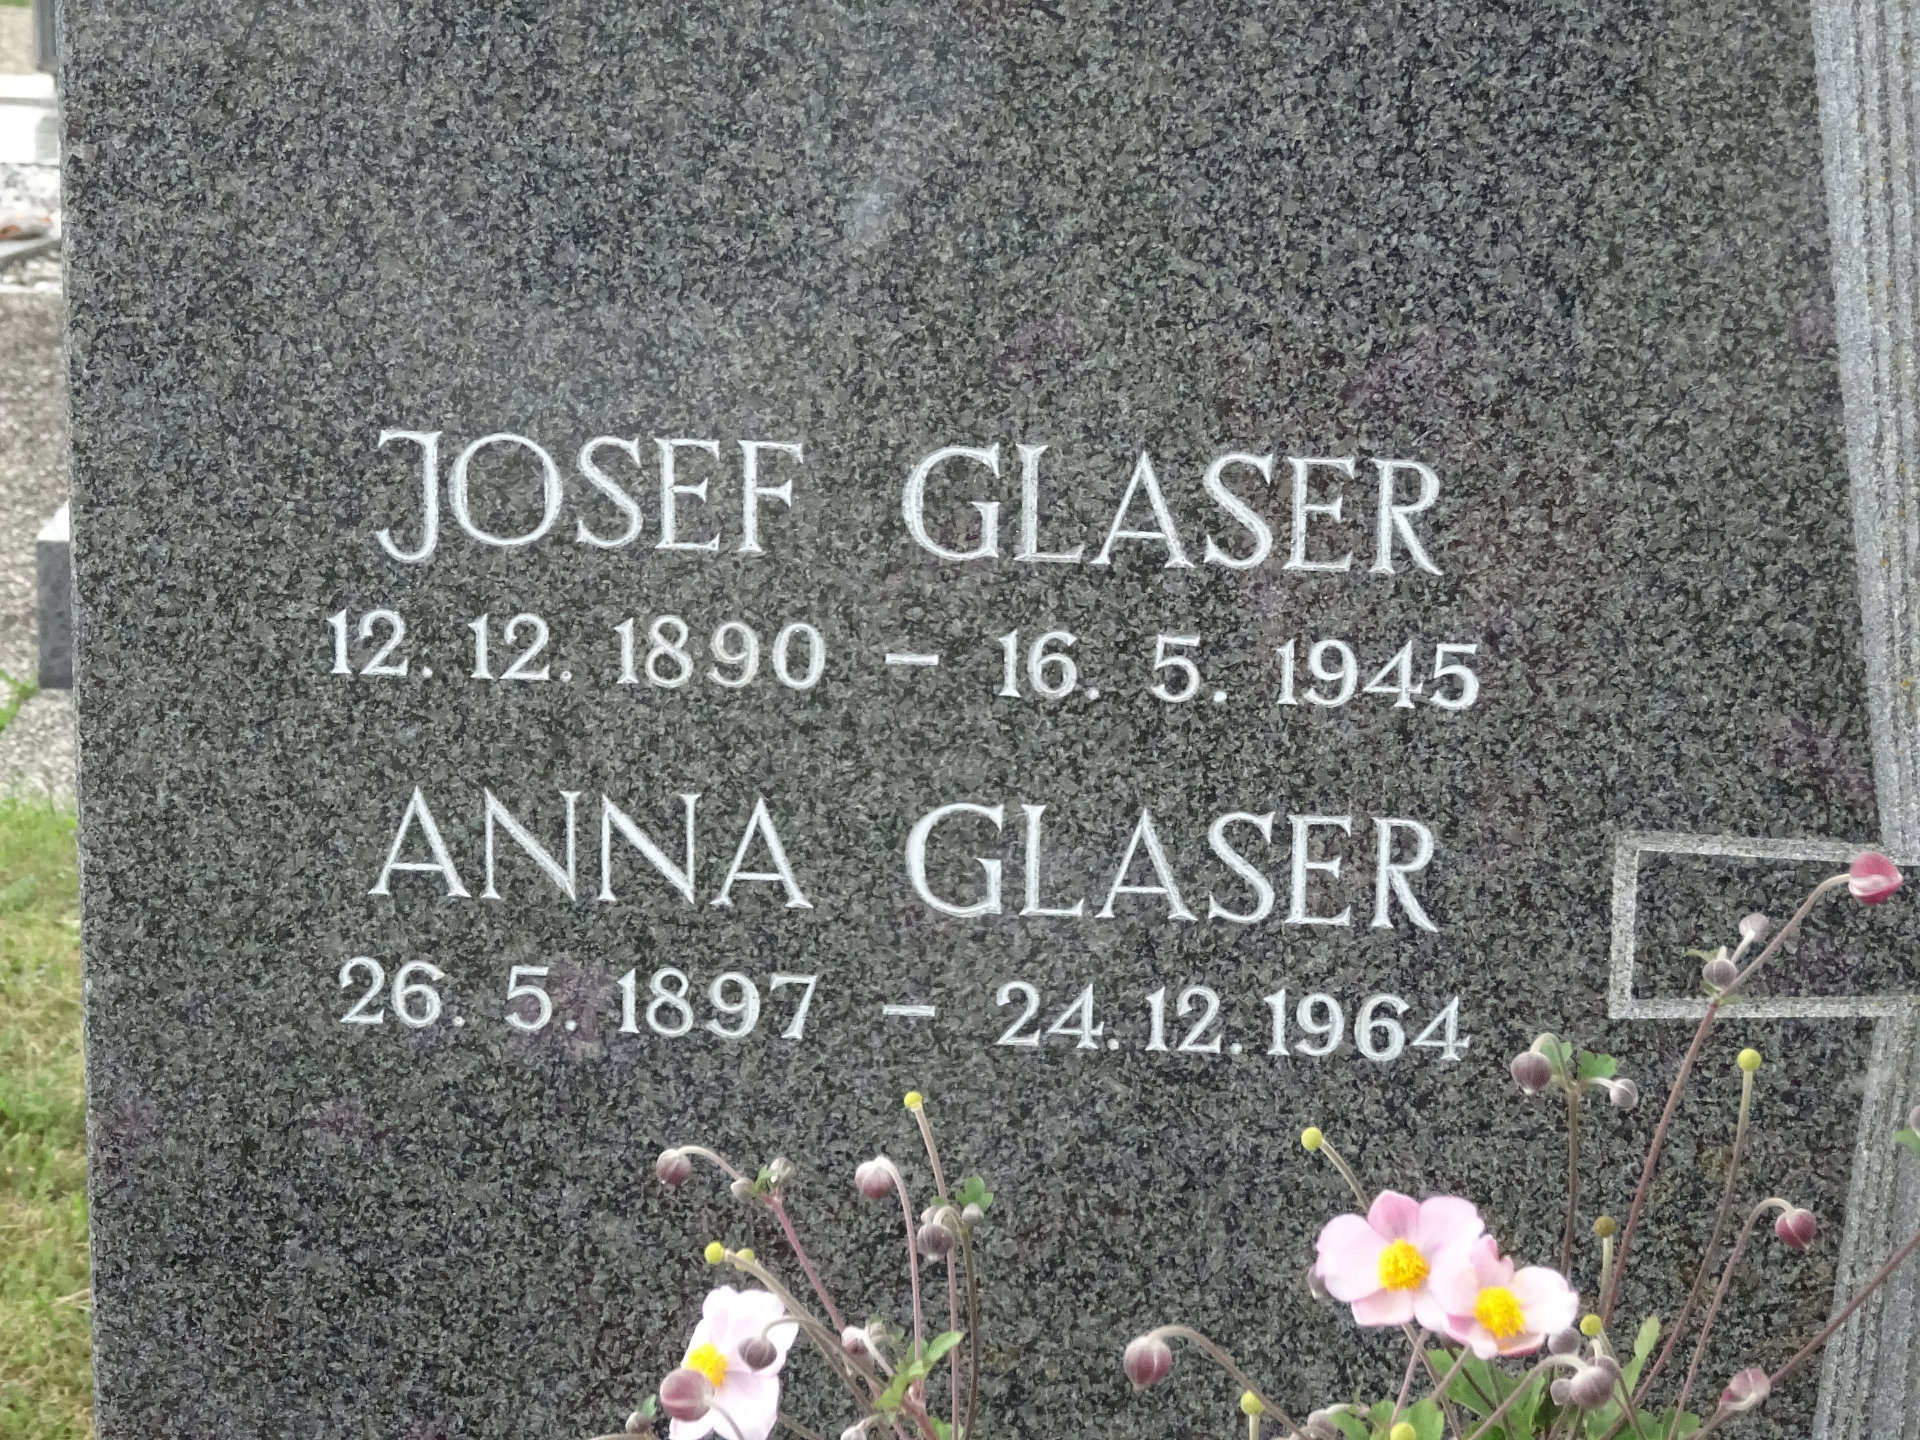 JOSEF GLASER
12. 12. 1890 – 16. 5. 1945
ANNA GLASER
26. 5. 1897 – 24. 12. 1964